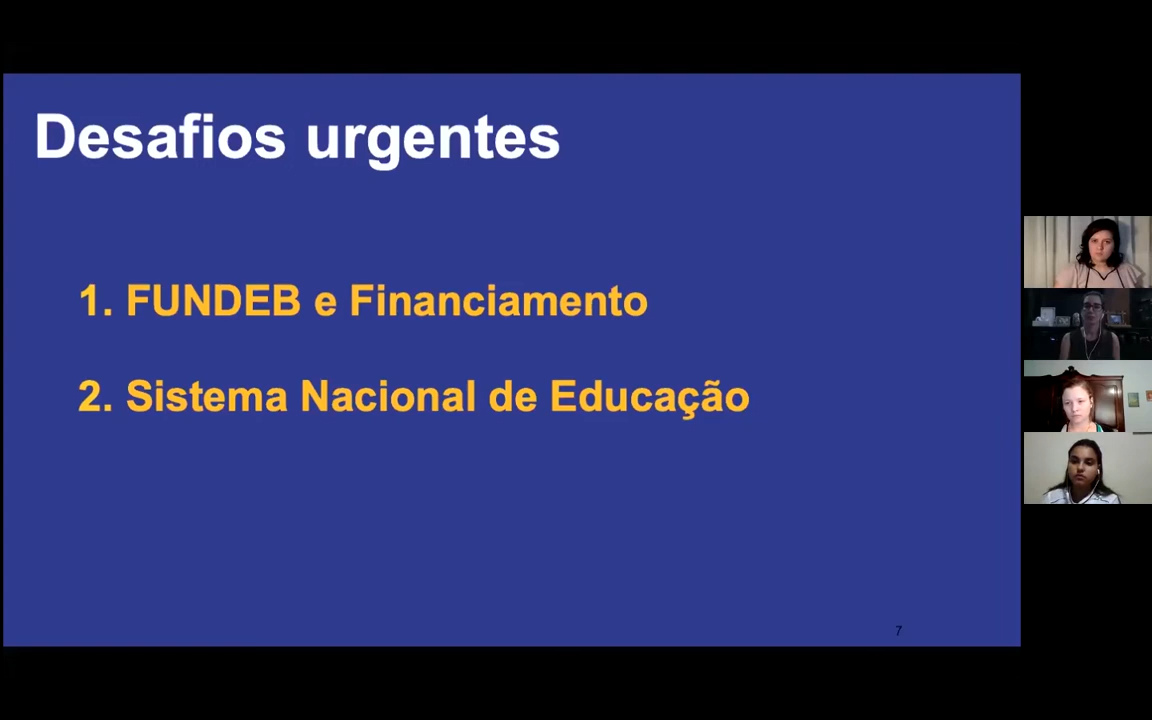 Desafios urgentes
1. FUNDEB e Financiamento
2. Sistema Nacional de Educação
7